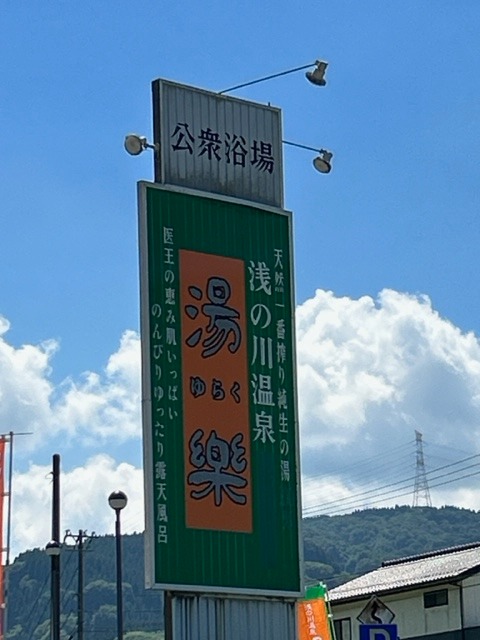 公衆浴場
天然一番搾り純生の湯
浅の川温泉
湯
ゆらく
樂
医王の恵み肌いっぱい
のんびりゆったり露天風呂
P